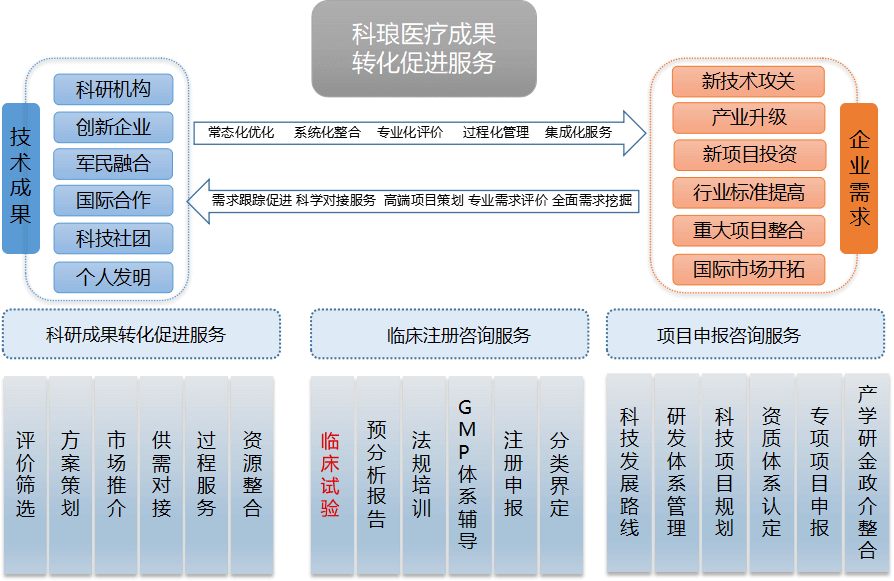 科琅医疗成果
转化促进服务
技术成果
科研机构
创新企业
军民融合
国际合作
科技社团
个人发明
常态化优化 系统化整合 专业化评价 过程化管理 集成化服务
需求跟踪促进 科学对接服务 高端项目策划 专业需求评价 全面需求挖掘
新技术攻关
产业升级
新项目投资
行业标准提高
重大项目整合
国际市场开拓
企业需求
科研成果转化促进服务
评价筛选
方案策划
市场推介
供需对接
过程服务
资源整合
临床注册咨询服务
临床试验
预分析报告
法规培训
GMP体系辅导
注册申报
分类界定
项目申报咨询服务
科技发展路线
研发体系管理
科技项目规划
资质体系认定
专项项目申报
产学研金政介整合